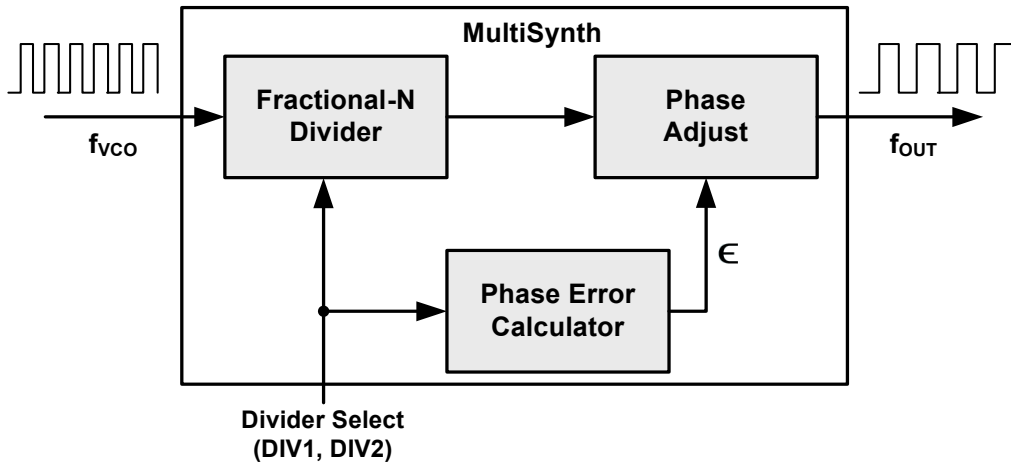 MultiSynth
Fractional-N
Divider
Phase
Adjust
fVCO
fOUT
ϵ
Phase Error
Calculator
Divider Select
(DIV1, DIV2)